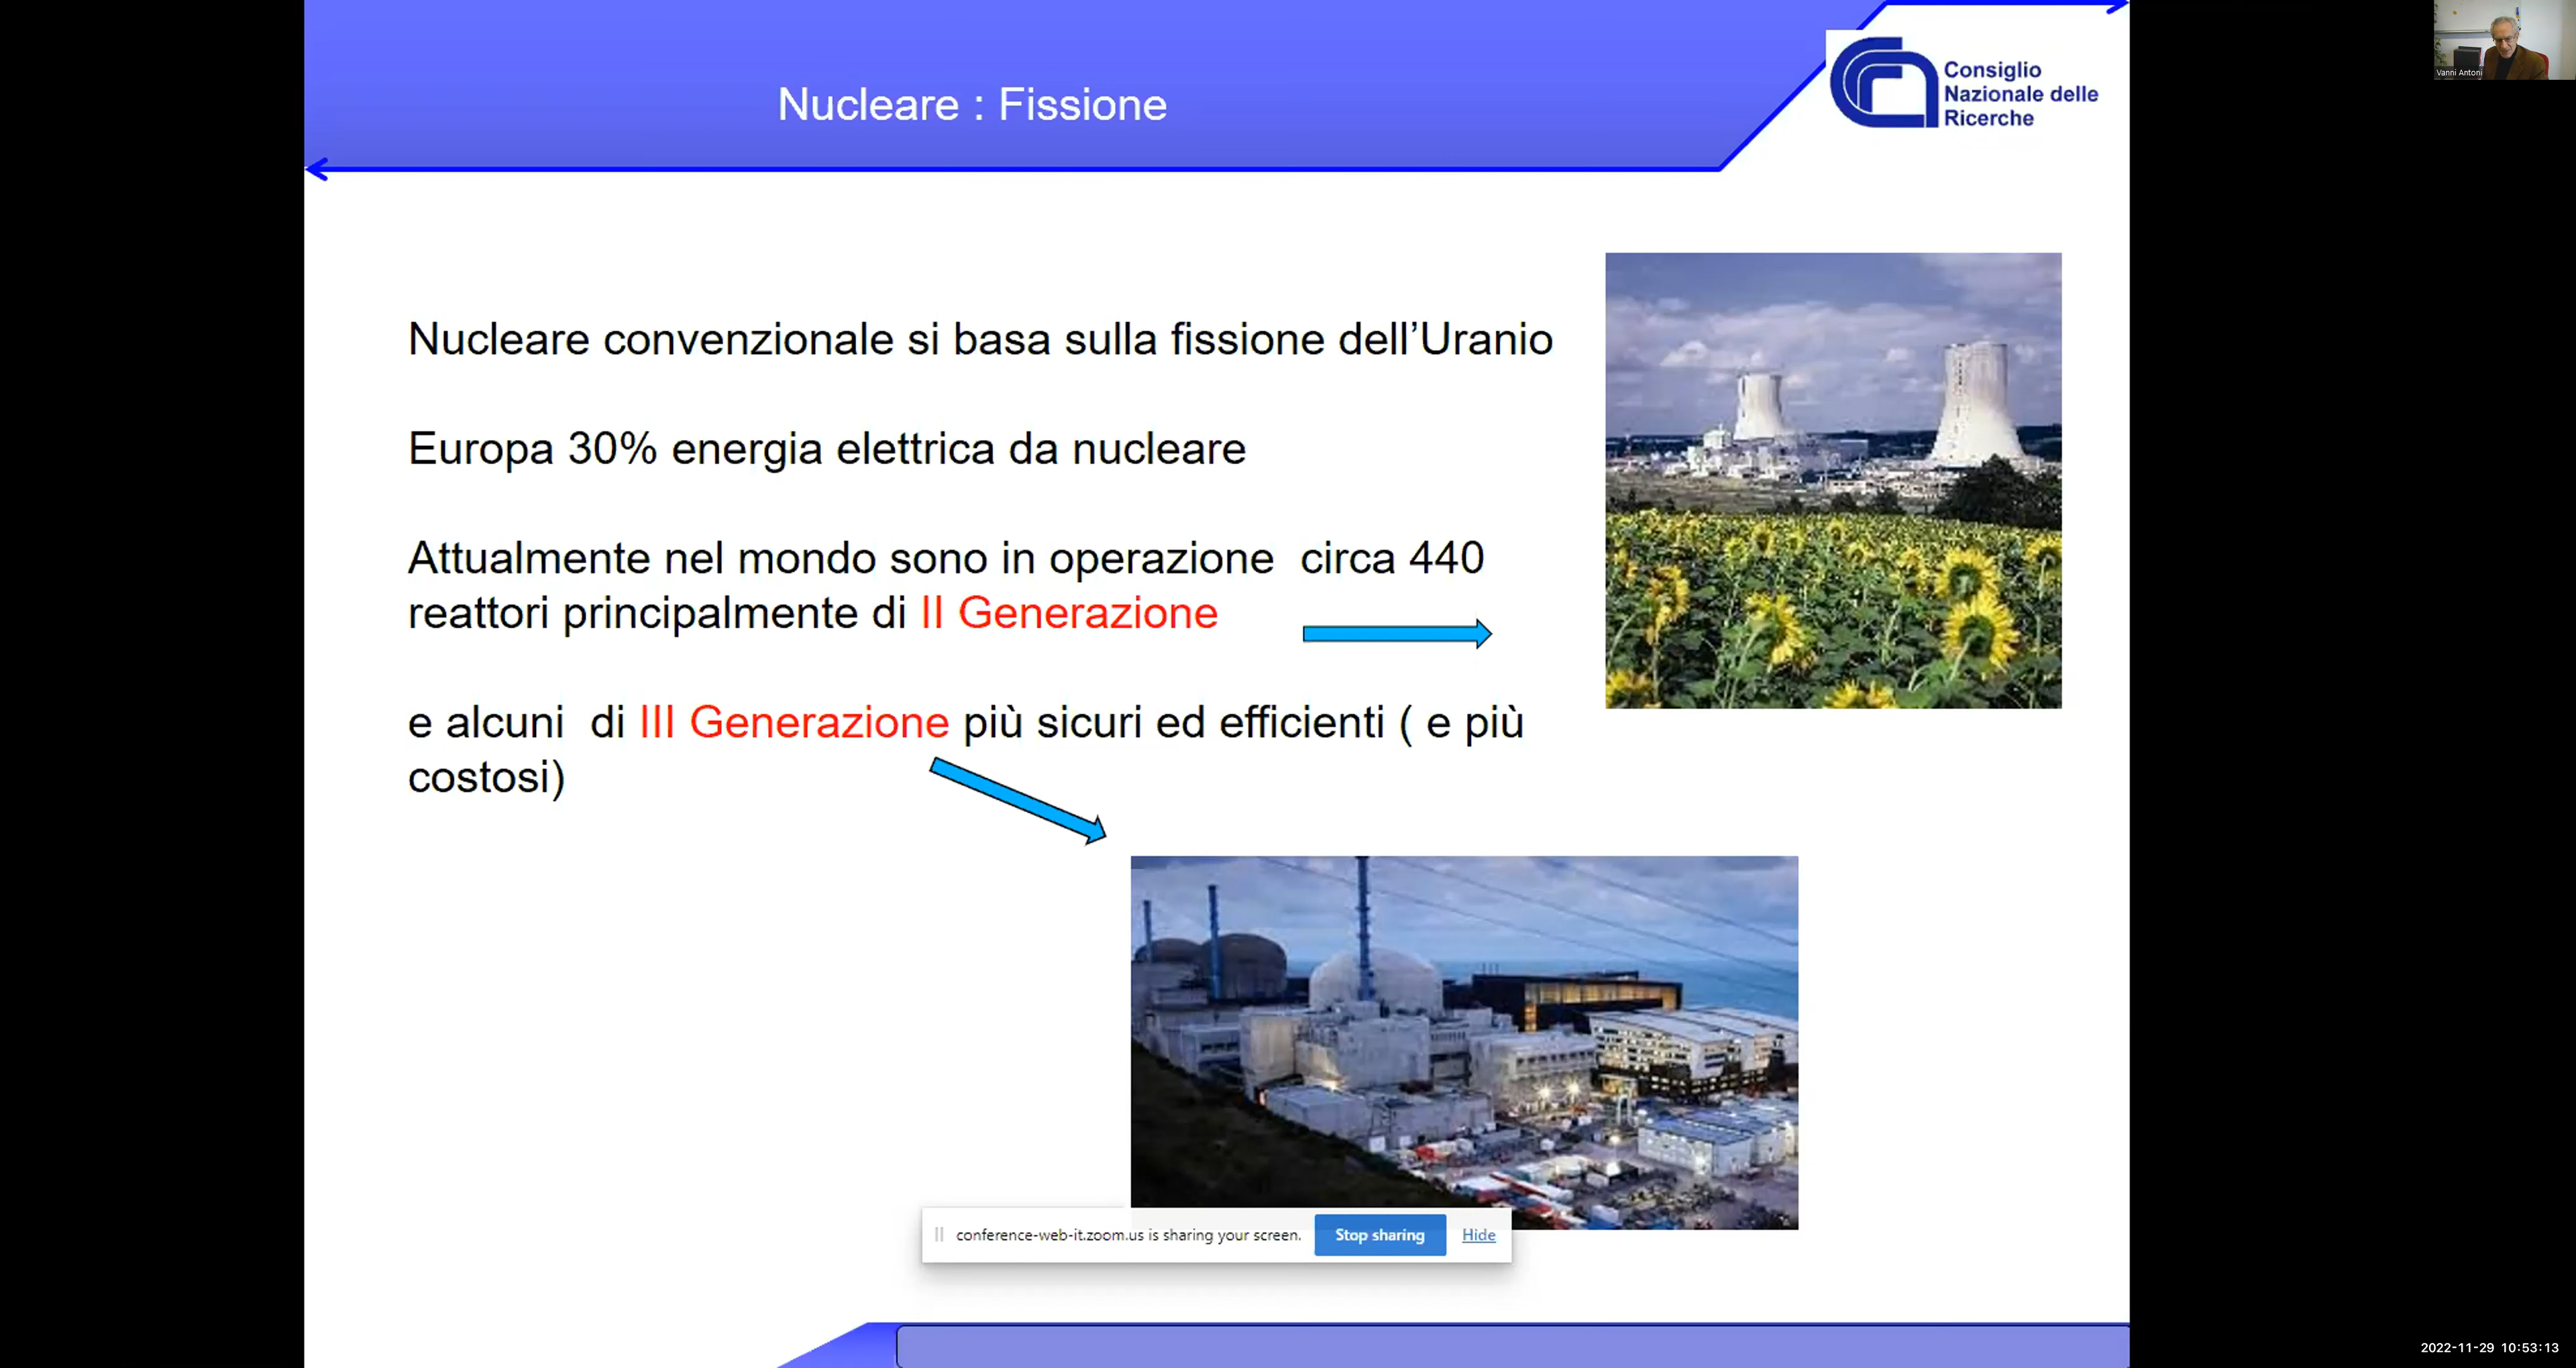 Nucleare : Fissione
Consiglio
Nazionale delle
Ricerche
Vanni Antoni
Nucleare convenzionale si basa sulla fissione dell’Uranio
Europa 30% energia elettrica da nucleare
Attualmente nel mondo sono in operazione  circa 440
reattori principalmente di II Generazione
e alcuni  di III Generazione più sicuri ed efficienti ( e più
costosi)
conference-web-it.zoom.us is sharing your screen.
Stop sharing
Hide
2022-11-29 10:53:13